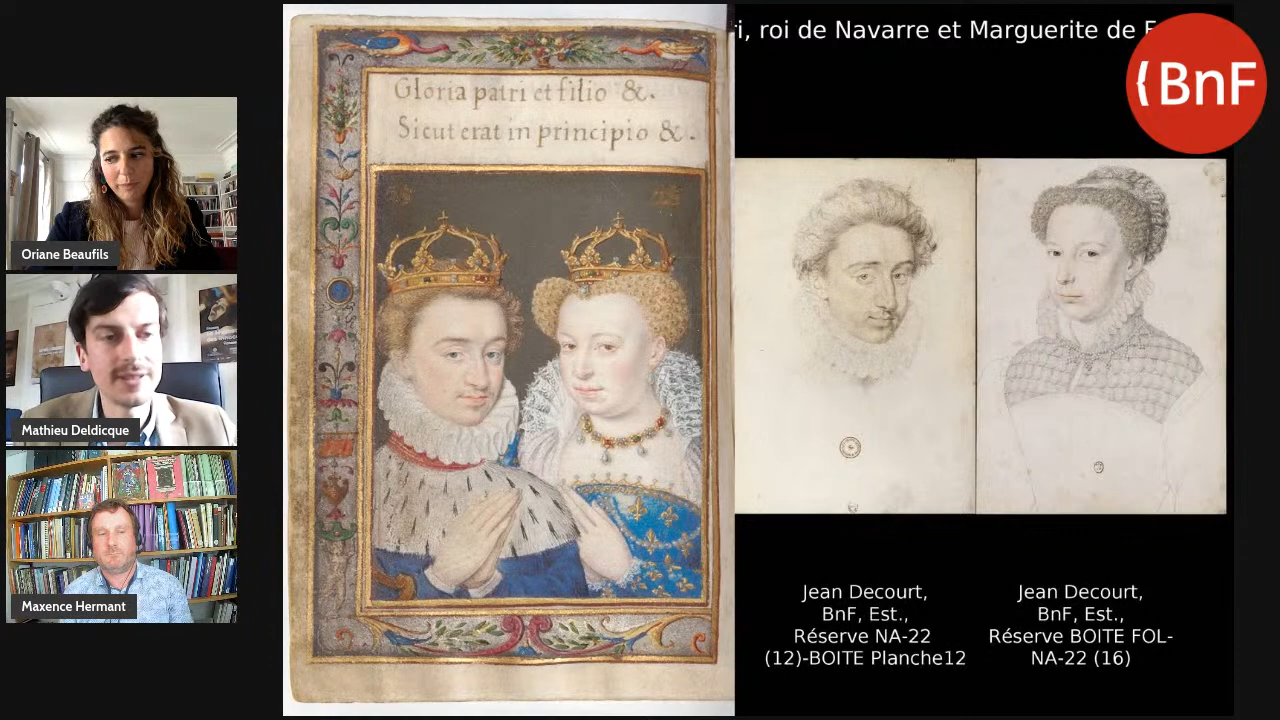 i, roi de Navarre et Marguerite de F
BnF
Gloria patri et filio &.
Sicut erat in principio &.
Oriane Beaufils
Mathieu Deldicque
Maxence Hermant
Jean Decourt,
BnF, Est.,
Réserve NA-22
(12)-BOITE Planche12
Jean Decourt,
BnF, Est.,
Réserve BOITE FOL-
NA-22 (16)